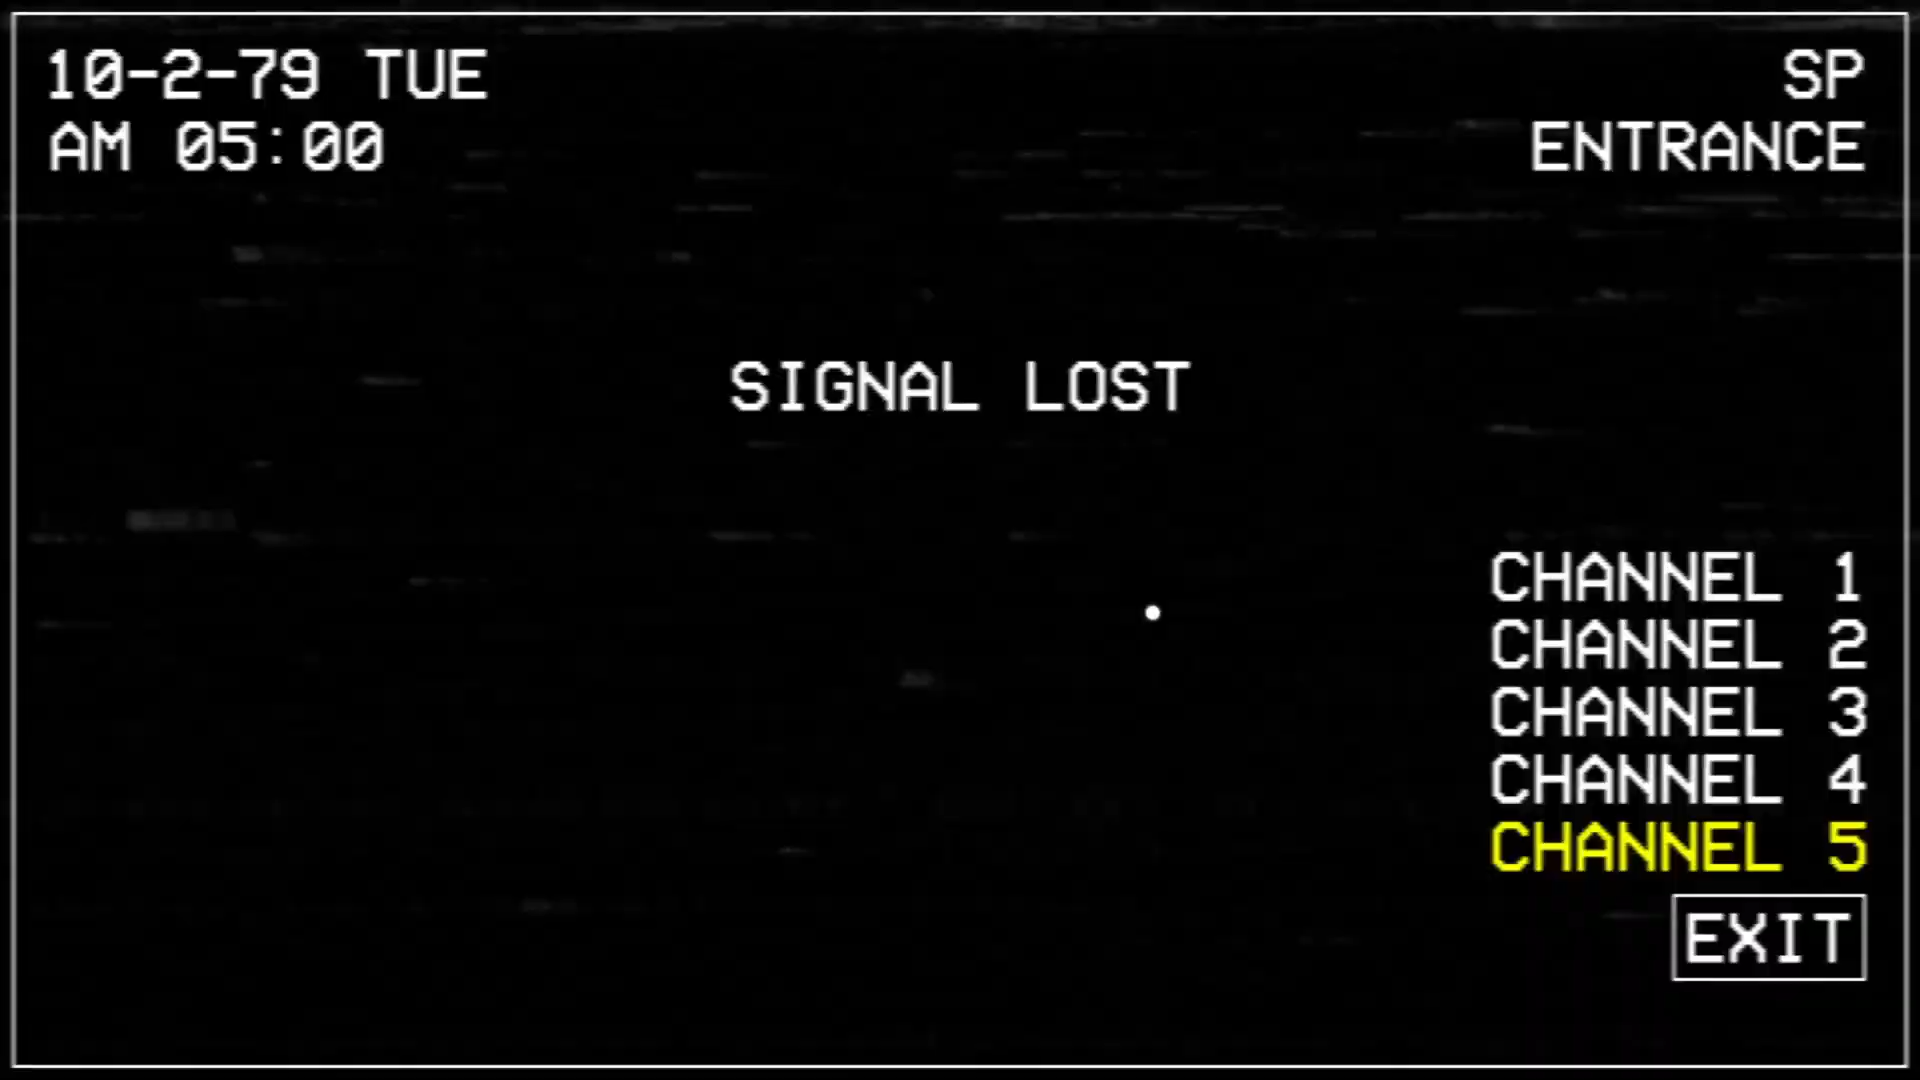 10-2-79 TUE
AM 05:00
SP
ENTRANCE
SIGNAL LOST
CHANNEL 1
CHANNEL 2
CHANNEL 3
CHANNEL 4
CHANNEL 5
EXIT